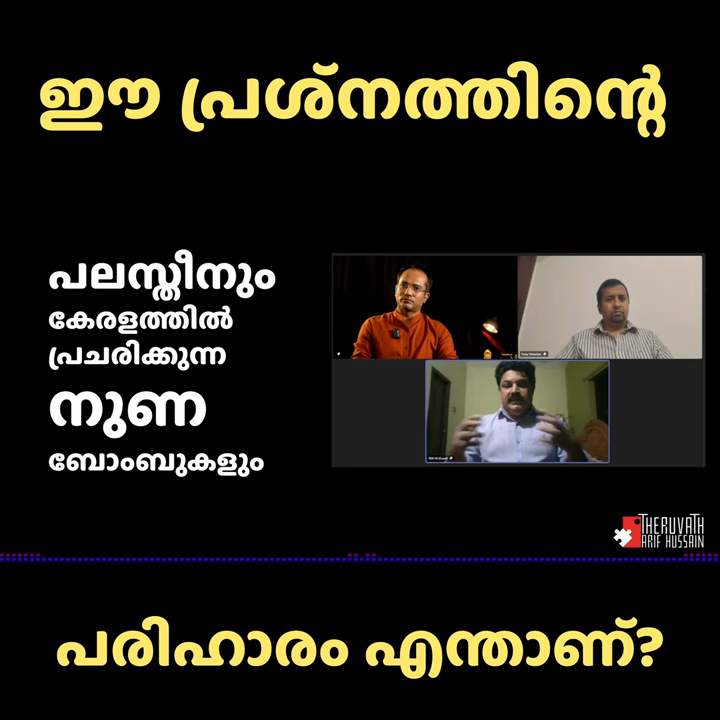 ഈ പ്രശ്നത്തിന്റെ
പലസ്തീനും
കേരളത്തിൽ
പ്രചരിക്കുന്ന
നുണ
ബോംബുകളും
THERUVATH
ARIF HUSSAIN
പരിഹാരം എന്താണ്?